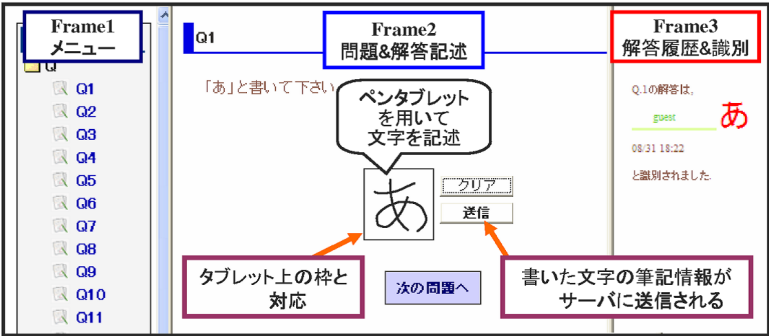 Frame1
メニュー
Q
Q1
Q2
Q3
Q4
Q5
Q6
Q7
Q8
Q9
Q10
Q11
Frame2
問題&解答記述
Q1
「あ」と書いて下さい
ペンタブレット
を用いて
文字を記述
あ
クリア
送信
タブレット上の枠と
対応
次の問題へ
書いた文字の筆記情報が
サーバに送信される
Frame3
解答履歴&識別
Q.1の解答は,
guest
あ
08/31 18:22
と識別されました.